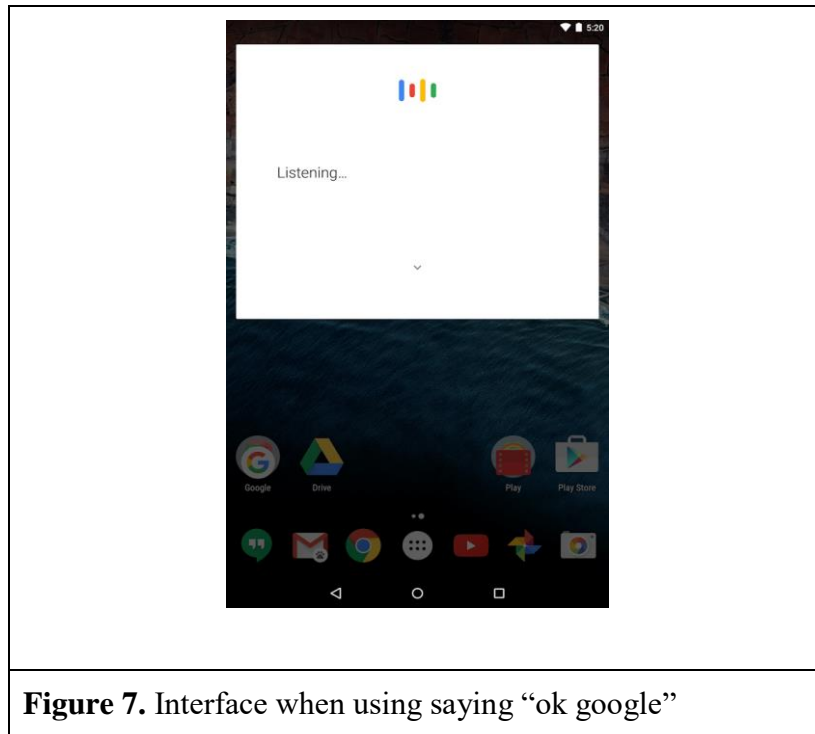 5:20
Listening...
Google Drive Play Play Store
Figure 7. Interface when using saying “ok google”